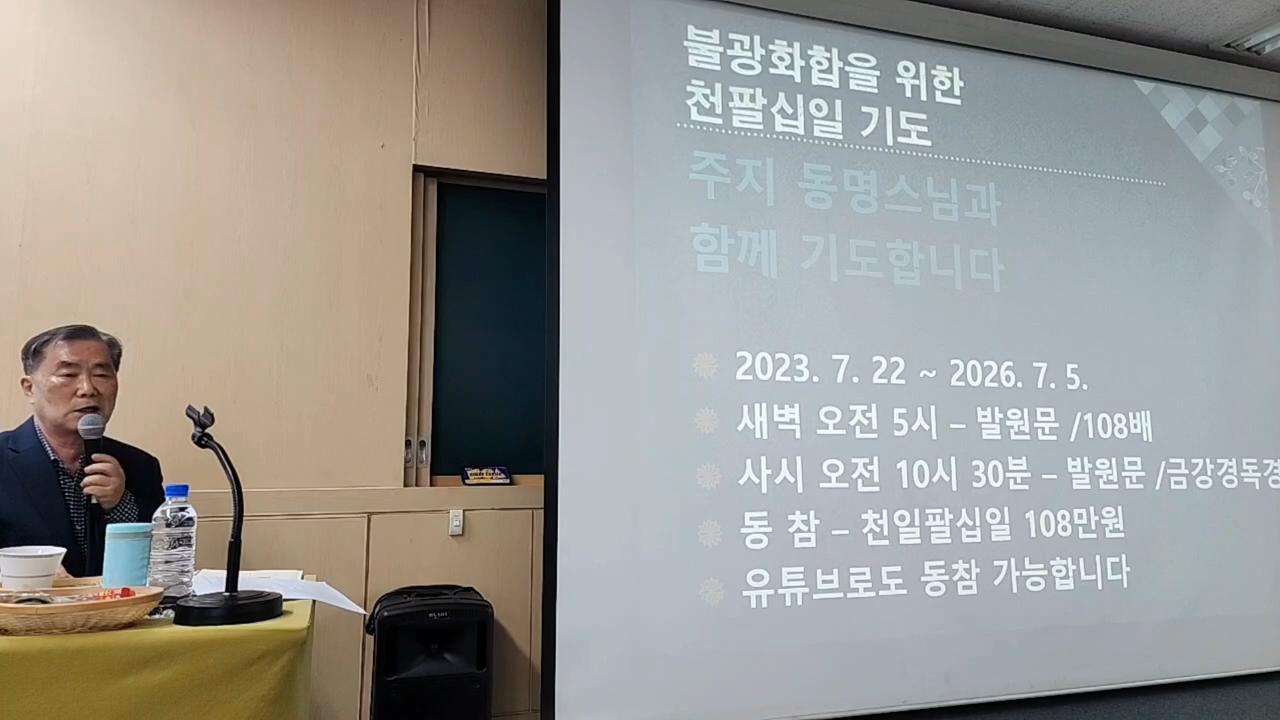 불광화합을 위한
천팔십일 기도
주지 동명스님과
함께 기도합니다
2023. 7. 22 ~ 2026. 7. 5.
새벽 오전 5시 – 발원문 /108배
사시 오전 10시 30분 – 발원문 /금강경독경
동 참 – 천일팔십일 108만원
유튜브로도 동참 가능합니다